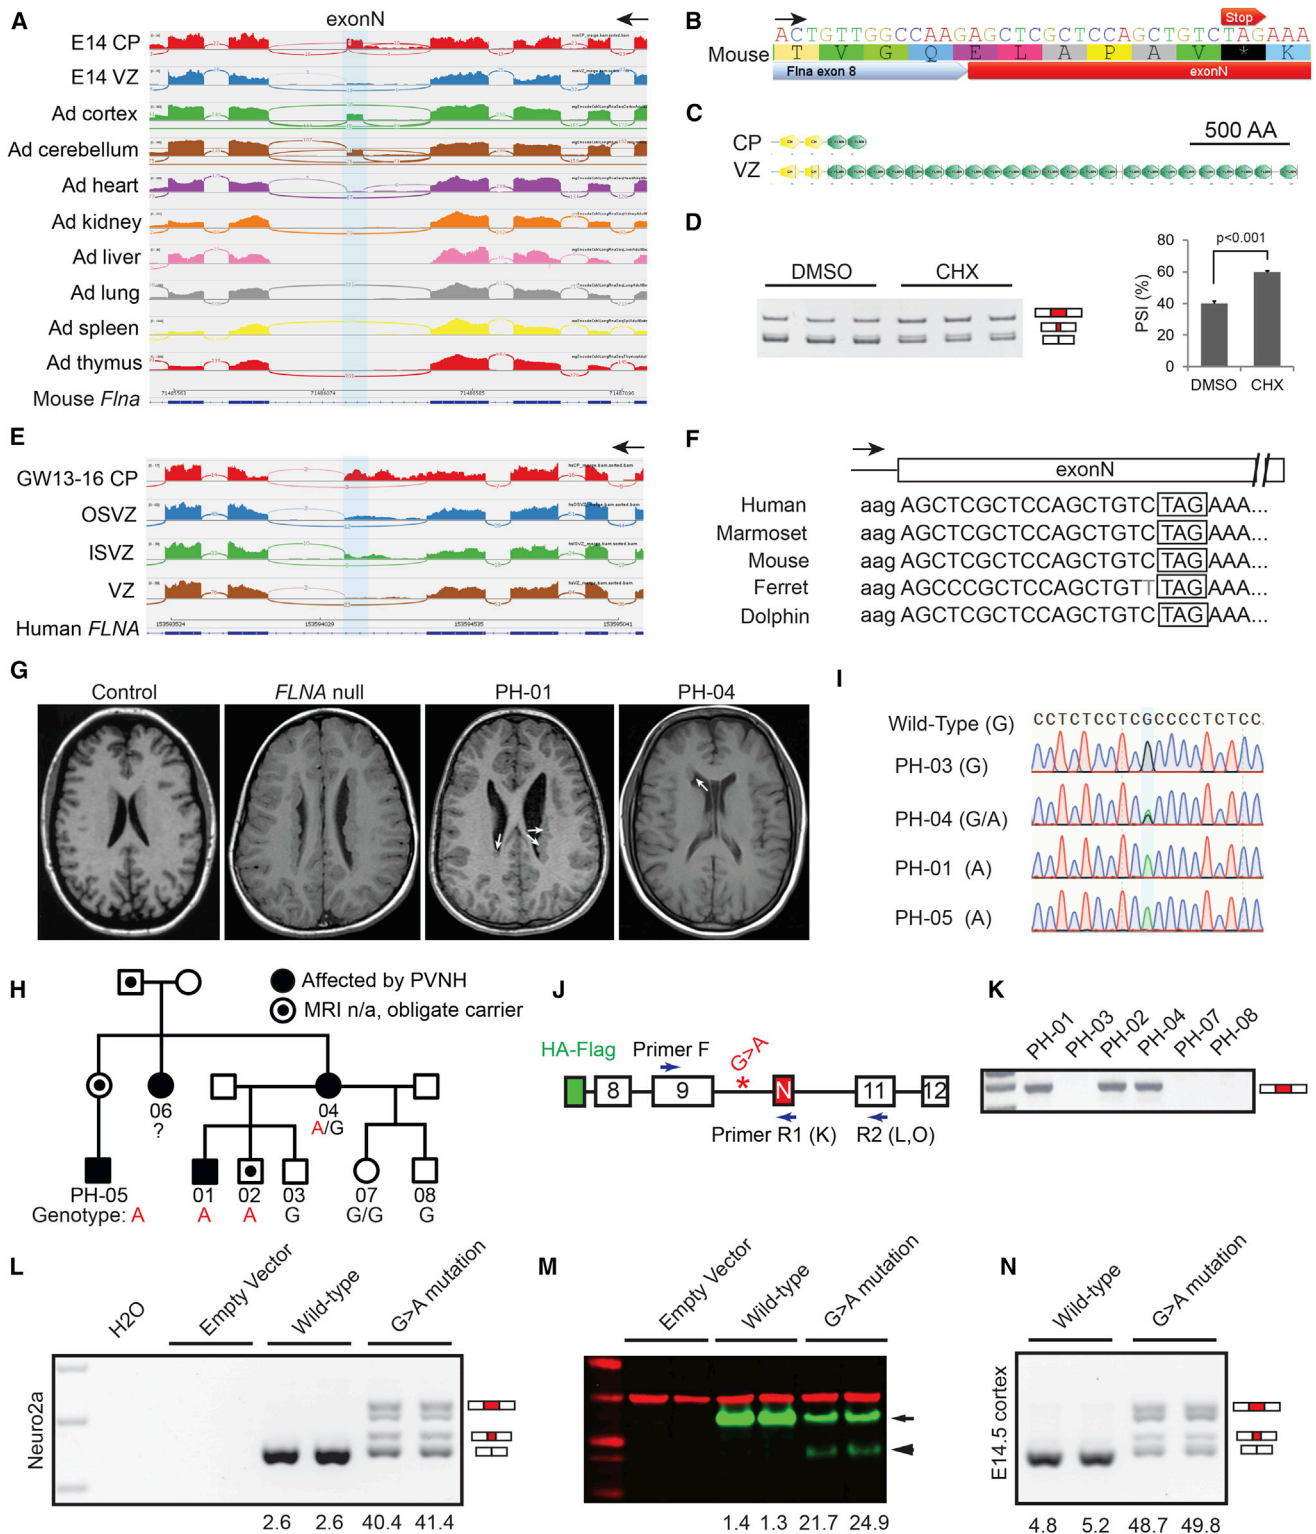 A
exonN
E14 CP
E14 VZ
Ad cortex
Ad cerebellum
Ad heart
Ad kidney
Ad liver
Ad lung
Ad spleen
Ad thymus
Mouse Flna
71485563
71486074
71486585
71487096
B
Stop
ACTGTTGGCCAAGAGCTCGCTCCAGCTGTCTAGAAA
Mouse
T V G Q E L A P A V * K
Flna exon 8
exonN
C
500 AA
CP
VZ
D
DMSO
CHX
p<0.001
PSI (%)
80
60
40
20
0
DMSO
CHX
E
GW13-16 CP
OSVZ
ISVZ
VZ
Human FLNA
153593524
153594029
153594535
153595041
F
exonN
Human aag AGCTCGCTCCAGCTGTC TAG AAA...
Marmoset aag AGCTCGCTCCAGCTGTC TAG AAA...
Mouse aag AGCTCGCTCCAGCTGTC TAG AAA...
Ferret aag AGCCCGCTCCAGCTGTT TAG AAA...
Dolphin aag AGCTCGCTCCAGCTGTC TAG AAA...
G
Control
FLNA null
PH-01
PH-04
I
Wild-Type (G)
CCTCTCCTCGCCCCTCTCC.
PH-03 (G)
PH-04 (G/A)
PH-01 (A)
PH-05 (A)
H
Affected by PVNH
MRI n/a, obligate carrier
06
?
04
A/G
PH-05
01
02
03
07
08
Genotype: A
A
A
G
G/G
G
J
HA-Flag
Primer F
G>A
*
8
9
N
11
12
Primer R1 (K)
R2 (L,O)
K
PH-01
PH-03
PH-02
PH-04
PH-07
PH-08
L
H2O
Empty Vector
Wild-type
G>A mutation
Neuro2a
2.6 2.6 40.4 41.4
M
Empty Vector
Wild-type
G>A mutation
1.4 1.3 21.7 24.9
N
Wild-type
G>A mutation
E14.5 cortex
4.8 5.2 48.7 49.8